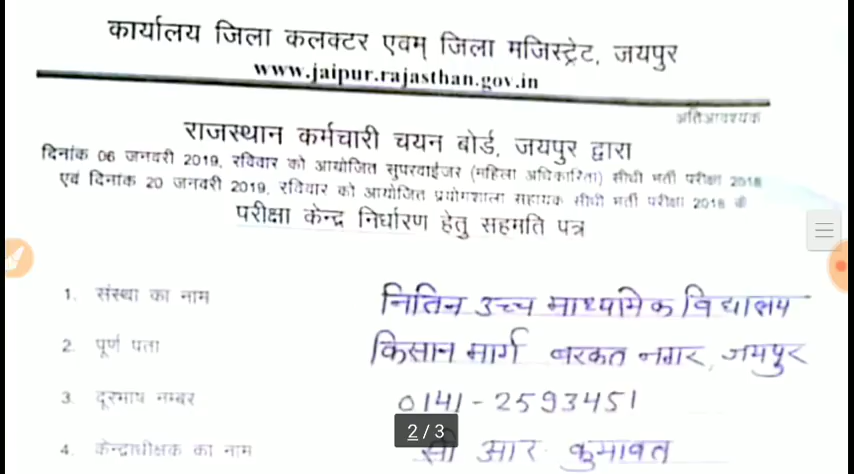 कार्यालय जिला कलक्टर एवम् जिला मजिस्ट्रेट, जयपुर
www.jaipur.rajasthan.gov.in
अतिआवश्यक
राजस्थान कर्मचारी चयन बोर्ड, जयपुर द्वारा
दिनांक 06 जनवरी 2019, रविवार को आयोजित सुपरवाईजर (महिला अधिकारिता) सीधी भर्ती परीक्षा 2018
एवं दिनांक 20 जनवरी 2019, रविवार को आयोजित प्रयोगशाला सहायक सीधी भर्ती परीक्षा 2018 के
परीक्षा केन्द्र निर्धारण हेतु सहमति पत्र
1. संस्था का नाम नितिन उच्च माध्यमिक विद्यालय
2. पूर्ण पता किसान मार्ग बरकत नगर, जयपुर
3. दूरभाष नम्बर 0141-2593451
4. केन्द्राधीक्षक का नाम सी आर कुमावत
2/3